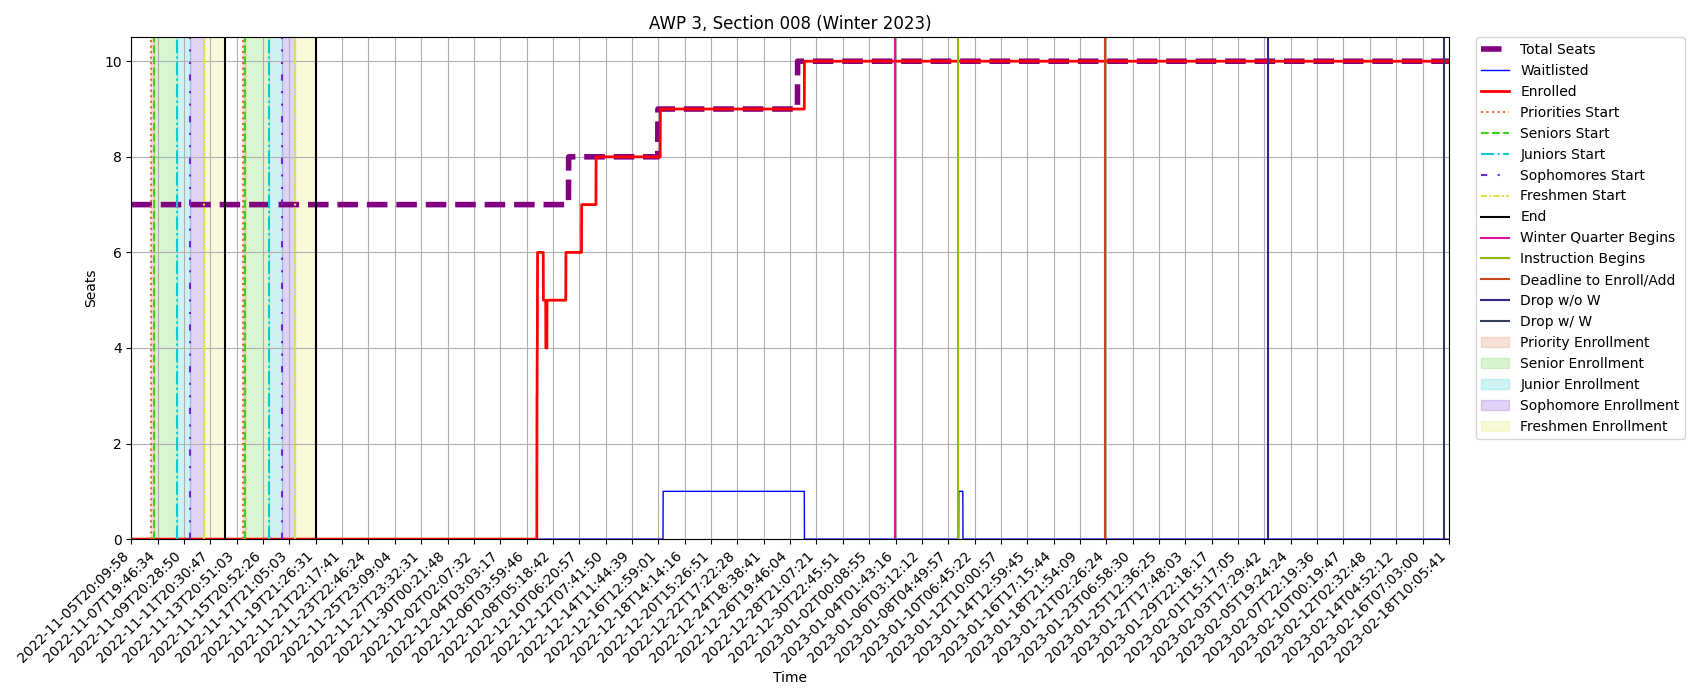 AWP 3, Section 008 (Winter 2023)
10
8
6
4
2
0
Seats
2022-11-05T20:09:58
2022-11-07T19:46:34
2022-11-09T20:28:50
2022-11-11T20:30:47
2022-11-13T20:51:03
2022-11-15T20:52:26
2022-11-17T21:05:03
2022-11-19T21:26:31
2022-11-21T22:17:41
2022-11-23T22:46:24
2022-11-25T23:09:04
2022-11-27T23:32:31
2022-11-30T00:21:48
2022-12-02T02:07:32
2022-12-04T03:03:17
2022-12-06T03:59:46
2022-12-08T05:18:42
2022-12-10T06:20:57
2022-12-12T07:41:50
2022-12-14T11:44:39
2022-12-16T12:59:01
2022-12-18T14:14:16
2022-12-20T15:26:51
2022-12-22T17:22:28
2022-12-24T18:38:41
2022-12-26T19:46:04
2022-12-28T21:07:21
2022-12-30T22:45:51
2023-01-02T00:08:55
2023-01-04T01:43:16
2023-01-06T03:12:12
2023-01-08T04:49:57
2023-01-10T06:45:22
2023-01-12T10:00:57
2023-01-14T12:59:45
2023-01-16T17:15:44
2023-01-18T21:54:09
2023-01-21T02:26:24
2023-01-23T06:58:30
2023-01-25T12:36:25
2023-01-27T17:48:03
2023-01-29T22:18:17
2023-02-01T15:17:05
2023-02-03T17:29:42
2023-02-05T19:24:24
2023-02-07T22:19:36
2023-02-10T00:19:47
2023-02-12T02:32:48
2023-02-14T04:52:12
2023-02-16T07:03:00
2023-02-18T10:05:41
Time
Total Seats
Waitlisted
Enrolled
Priorities Start
Seniors Start
Juniors Start
Sophomores Start
Freshmen Start
End
Winter Quarter Begins
Instruction Begins
Deadline to Enroll/Add
Drop w/o W
Drop w/ W
Priority Enrollment
Senior Enrollment
Junior Enrollment
Sophomore Enrollment
Freshmen Enrollment